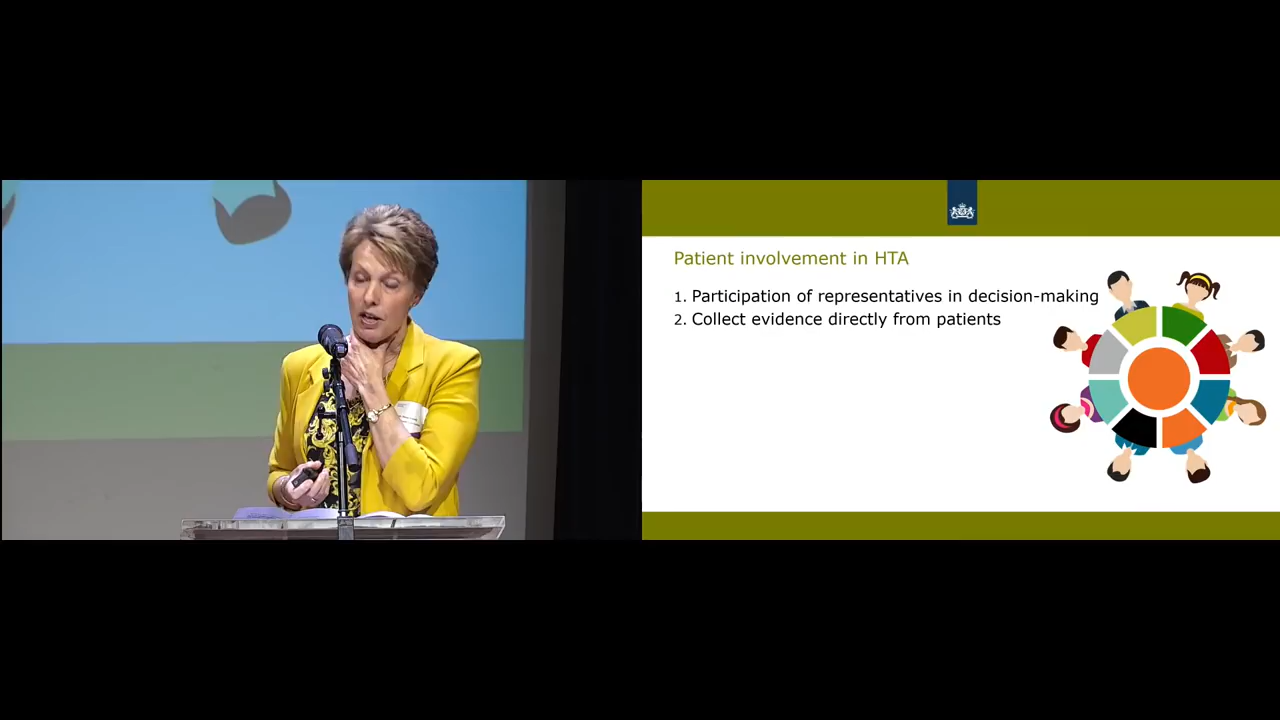 Patient involvement in HTA
1. Participation of representatives in decision-making
2. Collect evidence directly from patients